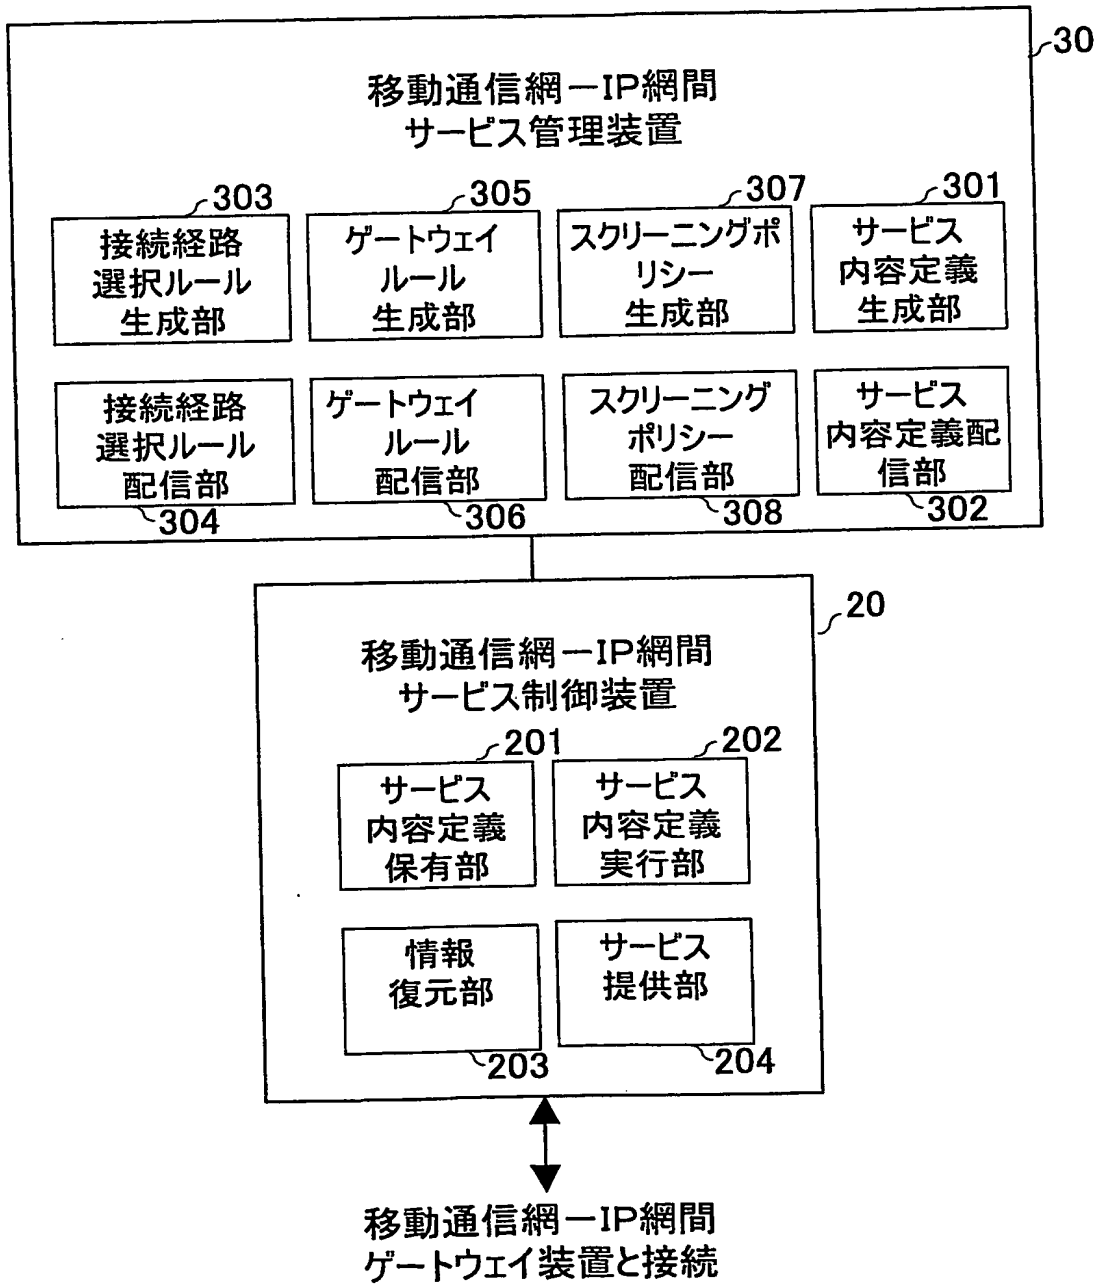 30
移動通信網－IP網間
サービス管理装置
303
接続経路
選択ルール
生成部
305
ゲートウェイ
ルール
生成部
307
スクリーニングポ
リシー
生成部
301
サービス
内容定義
生成部
接続経路
選択ルール
配信部
304
ゲートウェイ
ルール
配信部
306
スクリーニング
ポリシー
配信部
308
サービス
内容定義配
信部
302
20
移動通信網－IP網間
サービス制御装置
201
サービス
内容定義
保有部
202
サービス
内容定義
実行部
情報
復元部
203
サービス
提供部
204
移動通信網－IP網間
ゲートウェイ装置と接続